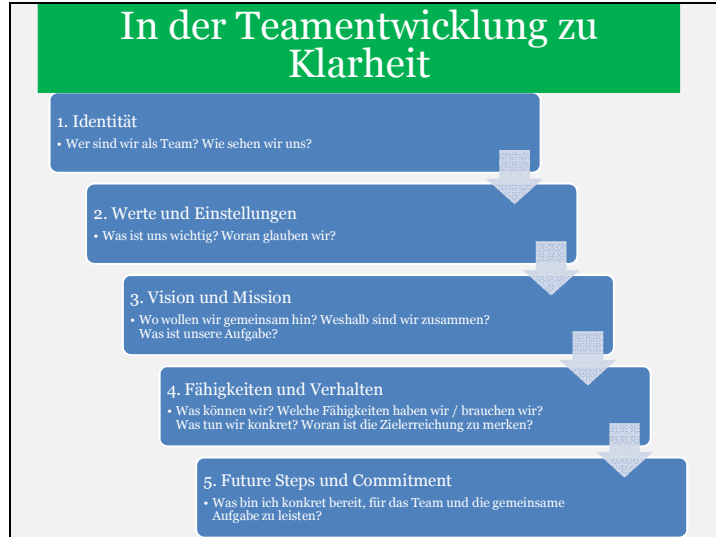 In der Teamentwicklung zu
Klarheit
1. Identität
• Wer sind wir als Team? Wie sehen wir uns?
2. Werte und Einstellungen
• Was ist uns wichtig? Woran glauben wir?
3. Vision und Mission
• Wo wollen wir gemeinsam hin? Weshalb sind wir zusammen?
Was ist unsere Aufgabe?
4. Fähigkeiten und Verhalten
• Was können wir? Welche Fähigkeiten haben wir / brauchen wir?
Was tun wir konkret? Woran ist die Zielerreichung zu merken?
5. Future Steps und Commitment
• Was bin ich konkret bereit, für das Team und die gemeinsame
Aufgabe zu leisten?